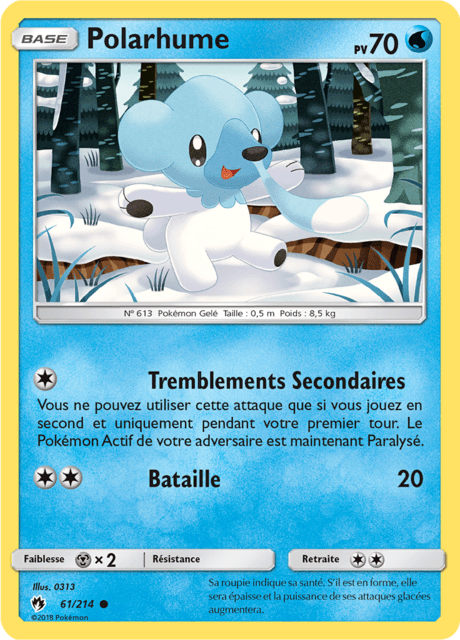 BASE Polarhume PV 70
N° 613 Pokémon Gelé Taille : 0,5 m Poids : 8,5 kg
Tremblements Secondaires
Vous ne pouvez utiliser cette attaque que si vous jouez en
second et uniquement pendant votre premier tour. Le
Pokémon Actif de votre adversaire est maintenant Paralysé.
Bataille 20
Faiblesse × 2 Résistance Retraite
Illus. 0313
61/214
©2018 Pokémon
Sa roupie indique sa santé. S'il est en forme, elle
sera épaisse et la puissance de ses attaques glacées
augmentera.